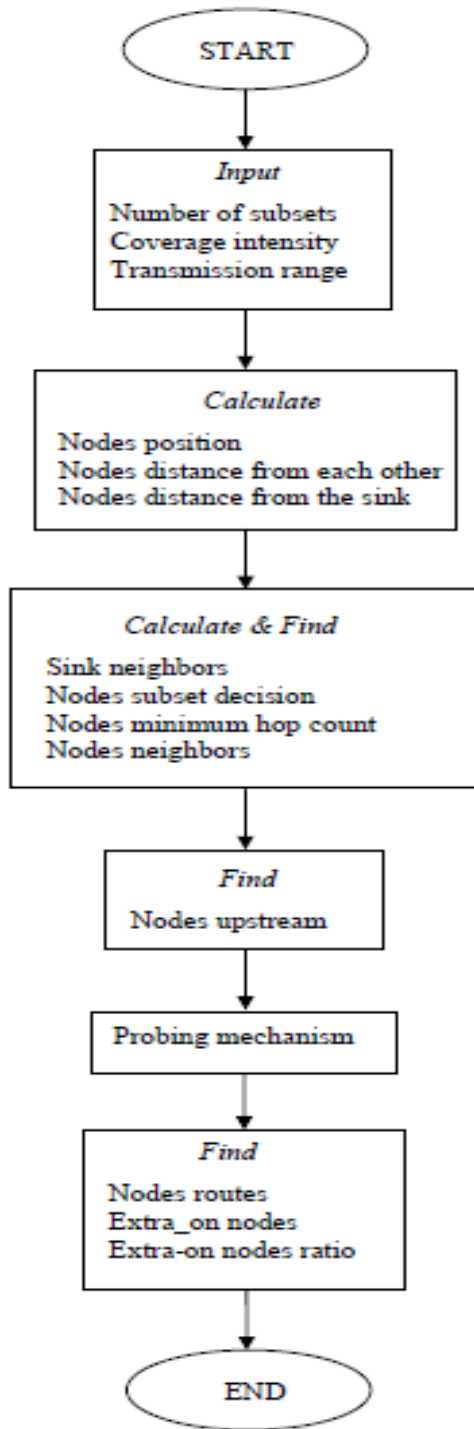 START
Input
Number of subsets
Coverage intensity
Transmission range
Calculate
Nodes position
Nodes distance from each other
Nodes distance from the sink
Calculate & Find
Sink neighbors
Nodes subset decision
Nodes minimum hop count
Nodes neighbors
Find
Nodes upstream
Probing mechanism
Find
Nodes routes
Extra_on nodes
Extra-on nodes ratio
END